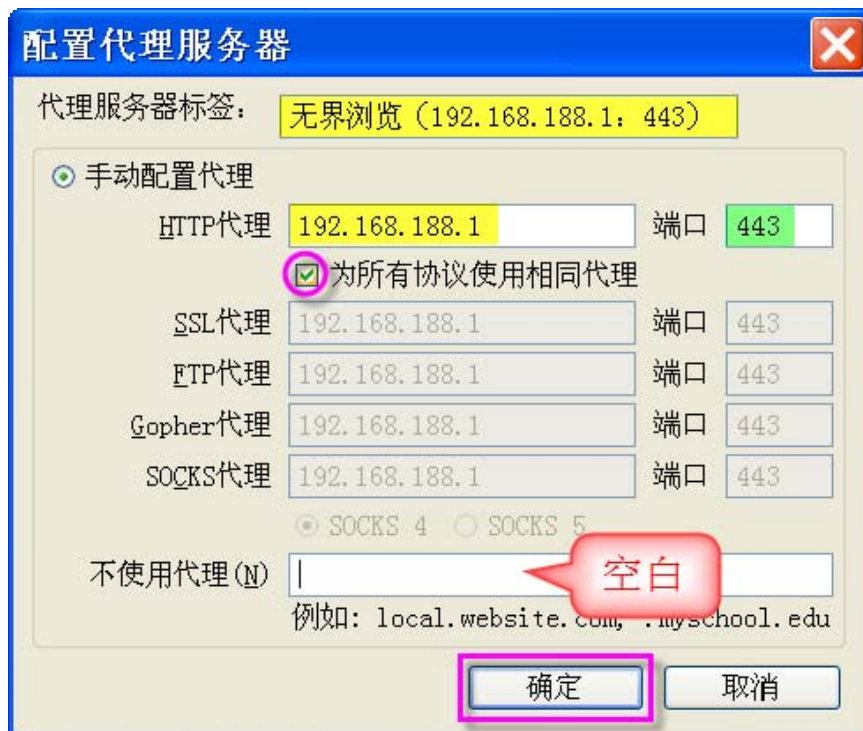 配置代理服务器
代理服务器标签： 无界浏览（192.168.188.1：443）
手动配置代理
HTTP代理 192.168.188.1 端口 443
为所有协议使用相同代理
SSL代理 192.168.188.1 端口 443
FTP代理 192.168.188.1 端口 443
Gopher代理 192.168.188.1 端口 443
SOCKS代理 192.168.188.1 端口 443
SOCKS 4 SOCKS 5
不使用代理(N) 空白
例如: local.website.com, .myschool.edu
确定 取消